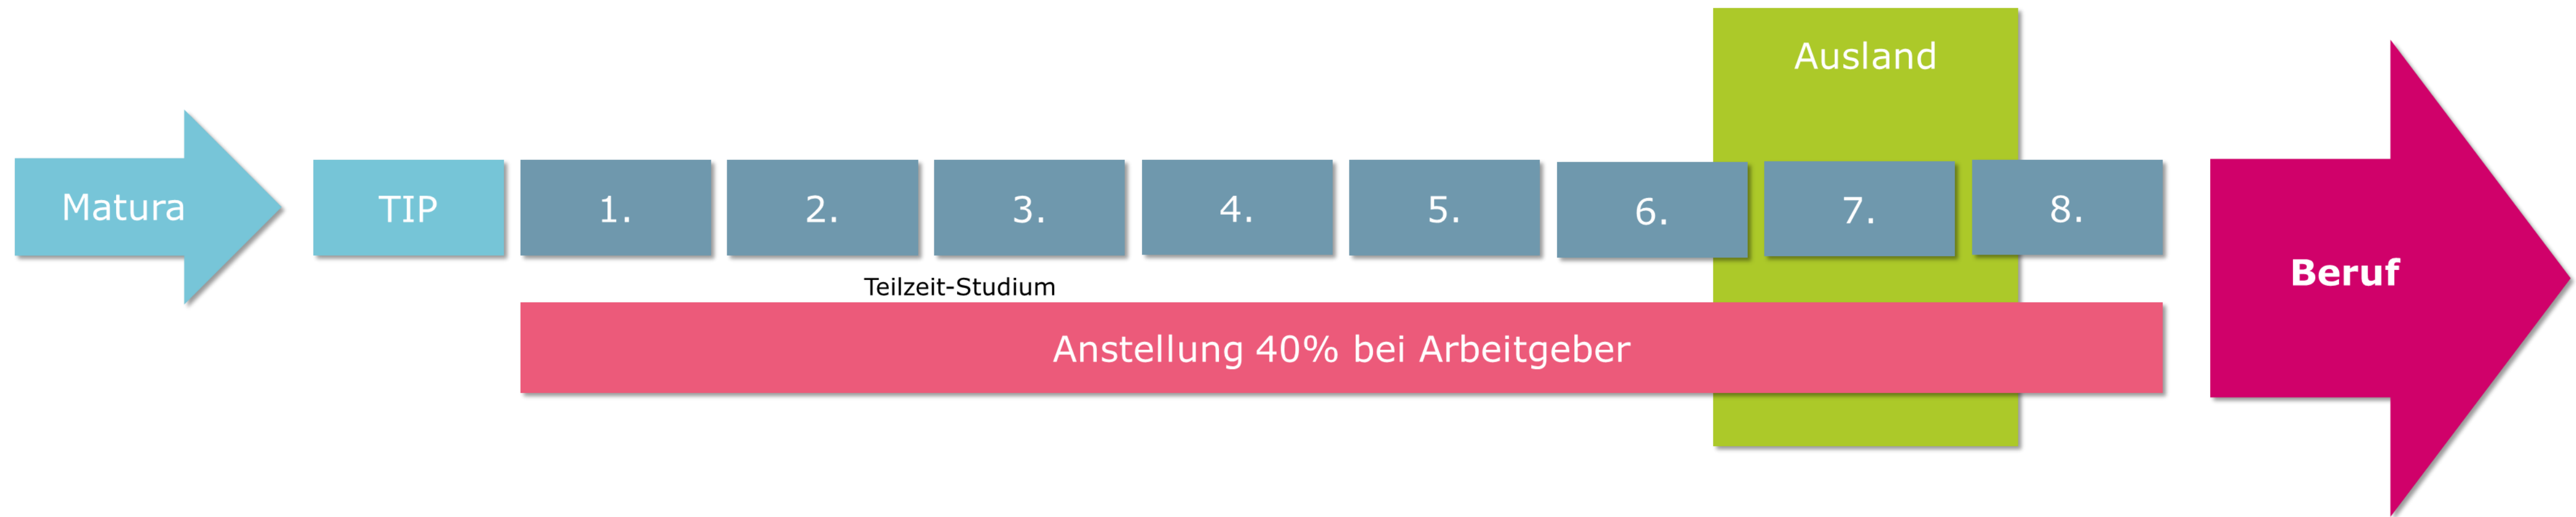 Ausland
Matura
TIP
1.
2.
3.
4.
5.
6.
7.
8.
Beruf
Teilzeit-Studium
Anstellung 40% bei Arbeitgeber